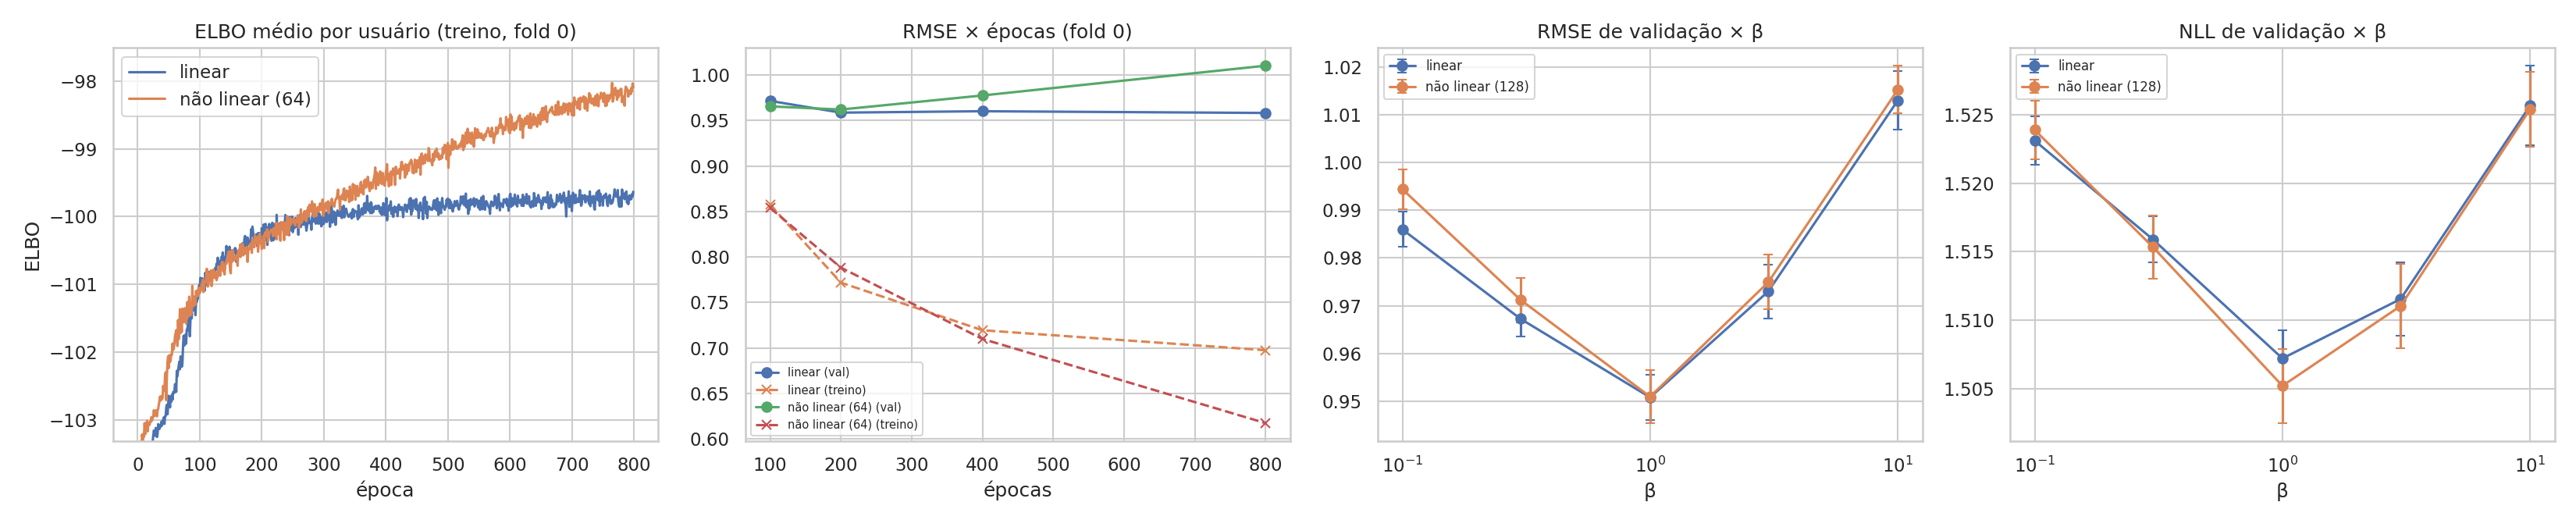 ELBO médio por usuário (treino, fold 0)
linear
não linear (64)
−98
−99
−100
−101
−102
−103
ELBO
0 100 200 300 400 500 600 700 800
época
RMSE × épocas (fold 0)
1.00
0.95
0.90
0.85
0.80
0.75
0.70
0.65
0.60
linear (val)
linear (treino)
não linear (64) (val)
não linear (64) (treino)
100 200 300 400 500 600 700 800
épocas
RMSE de validação × β
linear
não linear (128)
1.02
1.01
1.00
0.99
0.98
0.97
0.96
0.95
10⁻¹ 10⁰ 10¹
β
NLL de validação × β
linear
não linear (128)
1.525
1.520
1.515
1.510
1.505
10⁻¹ 10⁰ 10¹
β